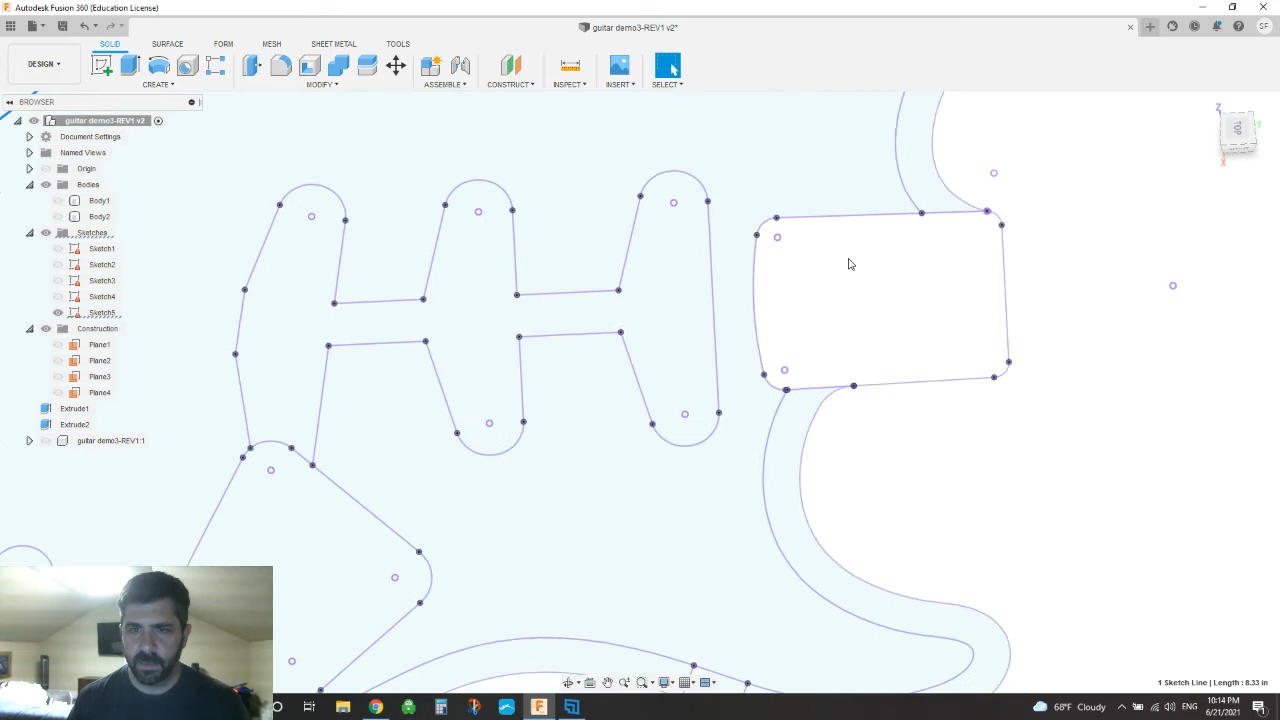 Autodesk Fusion 360 (Education License)
guitar demo3-REV1 v2*
SF
SOLID SURFACE FORM MESH SHEET METAL TOOLS
DESIGN
CREATE MODIFY ASSEMBLE CONSTRUCT INSPECT INSERT SELECT
BROWSER
guitar demo3-REV1 v2
Document Settings
Named Views
Origin
Bodies
Body1
Body2
Sketches
Sketch1
Sketch2
Sketch3
Sketch4
Sketch5
Construction
Plane1
Plane2
Plane3
Plane4
Extrude1
Extrude2
guitar demo3-REV1:1
Z
TOP
Y
X
1 Sketch Line | Length : 8.33 in
68°F Cloudy
ENG
10:14 PM
6/21/2021